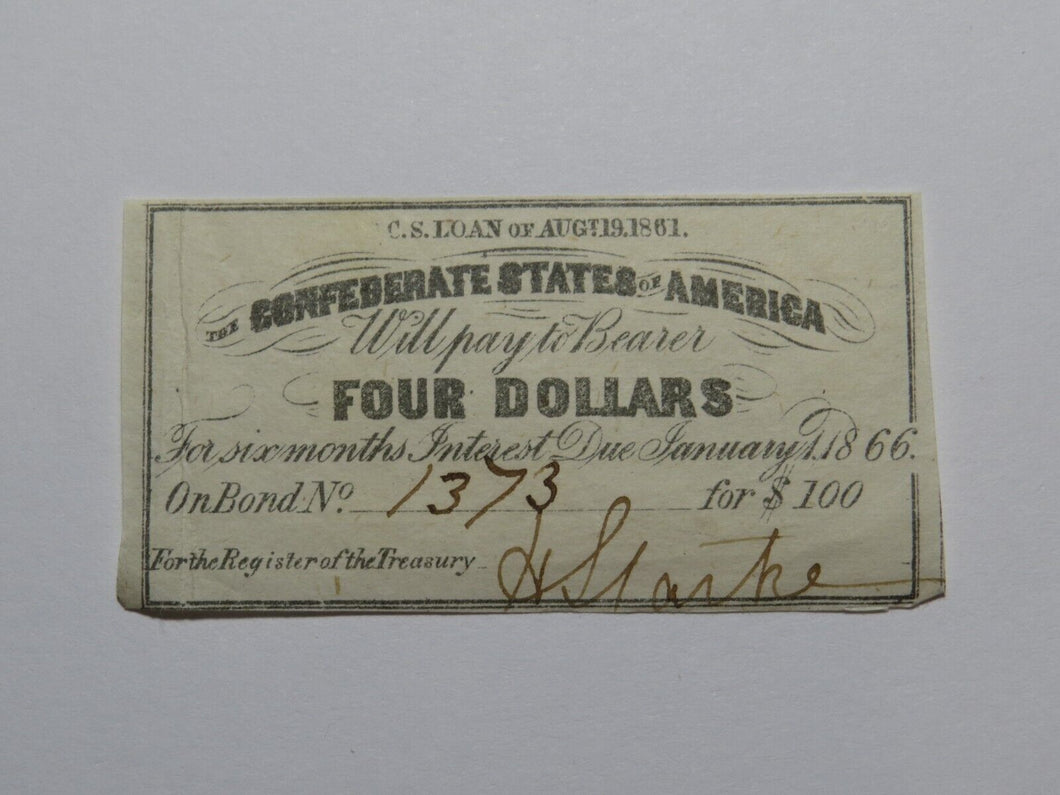 C.S. LOAN OF AUGT. 19. 1861.
THE CONFEDERATE STATES OF AMERICA
Will pay to Bearer
FOUR DOLLARS
For six months Interest Due January 1. 1866.
On Bond No. 1373 for $ 100
For the Register of the Treasury H Starke